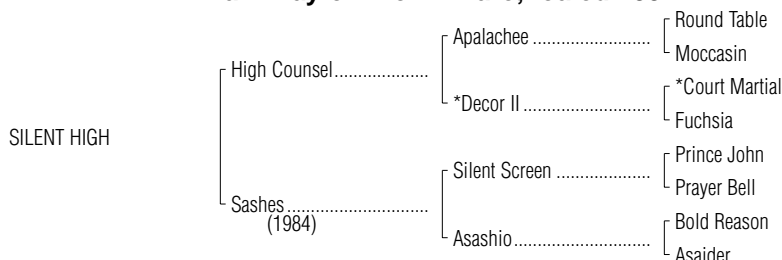 Round Table
Apalachee
Moccasin
High Counsel
*Court Martial
*Decor II
Fuchsia
SILENT HIGH
Prince John
Silent Screen
Prayer Bell
Sashes
(1984)
Bold Reason
Asashio
Asaider